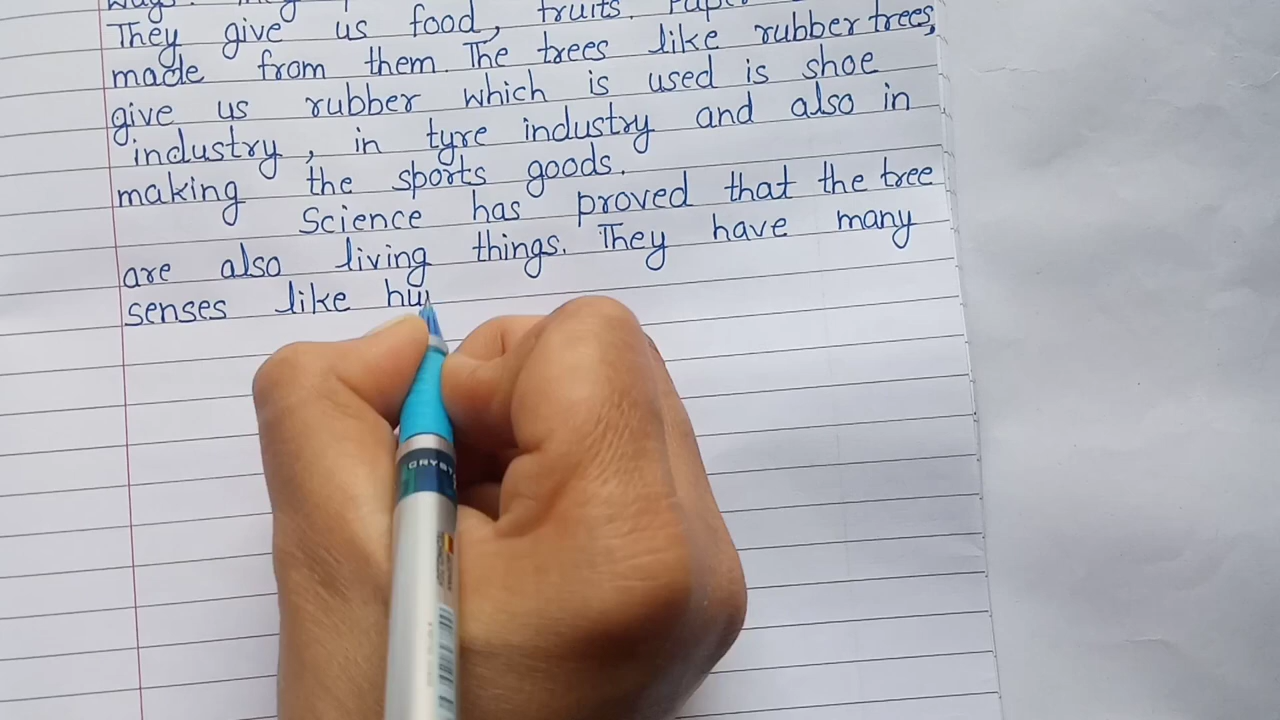 They give us food, fruits.
made from them. The trees like rubber trees,
give us rubber which is used is shoe
industry, in tyre industry and also in
making the sports goods.
Science has proved that the tree
are also living things. They have many
senses like hu